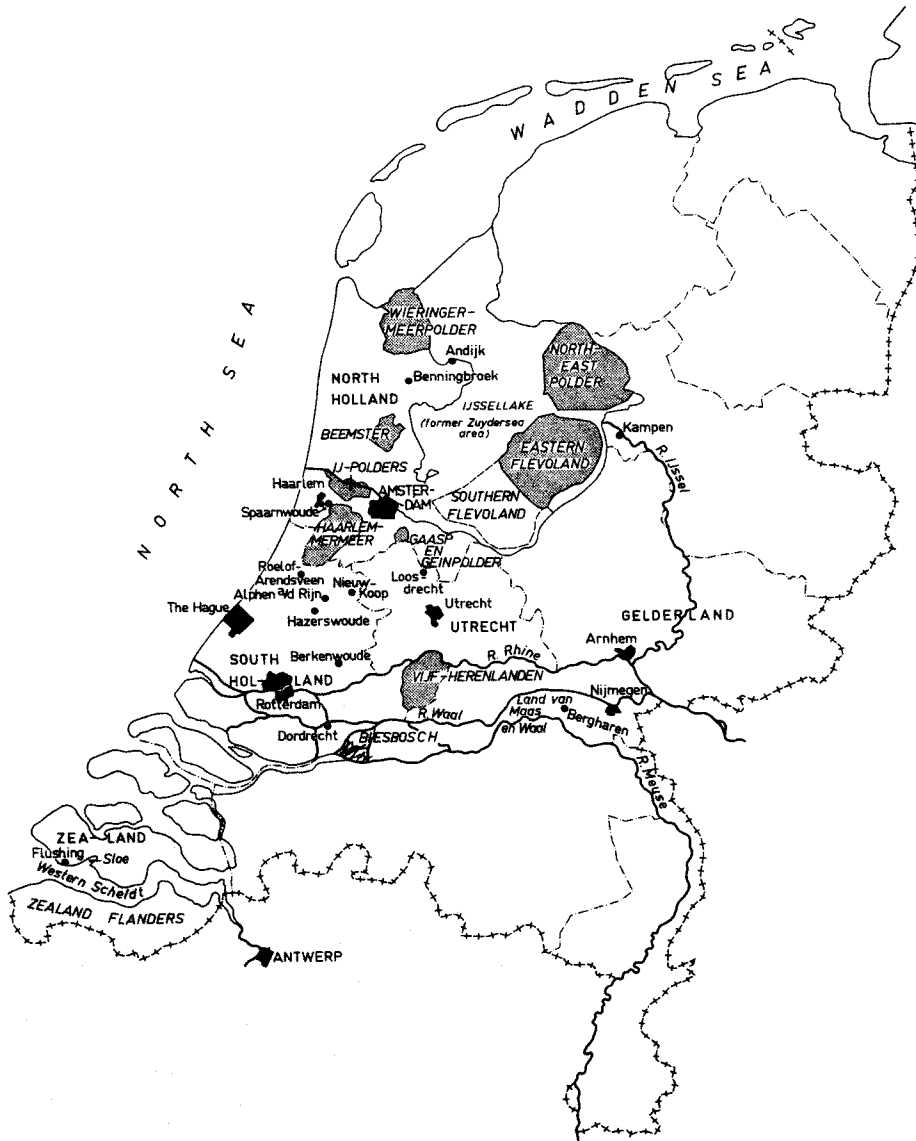 WADDEN SEA
NORTH SEA
WIERINGER-
MEERPOLDER
Andijk
Benningbroek
NORTH
HOLLAND
NORTH-
EAST
POLDER
IJSSELLAKE
(former Zuydersea
area)
BEEMSTER
Kampen
R. IJssel
EASTERN
FLEVOLAND
IJ-POLDERS
SOUTHERN
FLEVOLAND
Haarlem
AMSTER-
DAM
Spaarnwoude
HAARLEM-
MERMEER
GAASP
EN
GEINPOLDER
Roelof-
Arendsveen
Nieuw-
Koop
Loos-
drecht
Alphen a/d Rijn
The Hague
Hazerswoude
Utrecht
UTRECHT
GELDERLAND
Arnhem
SOUTH
HOL-LAND
Berkenwoude
R. Rhine
VIJF-HERENLANDEN
Rotterdam
Nijmegen
Land van
Maas
en Waal
Bergharen
R. Waal
Dordrecht
BIESBOSCH
R. Meuse
ZEA-LAND
Flushing
Sloe
Western Scheldt
ZEALAND FLANDERS
ANTWERP